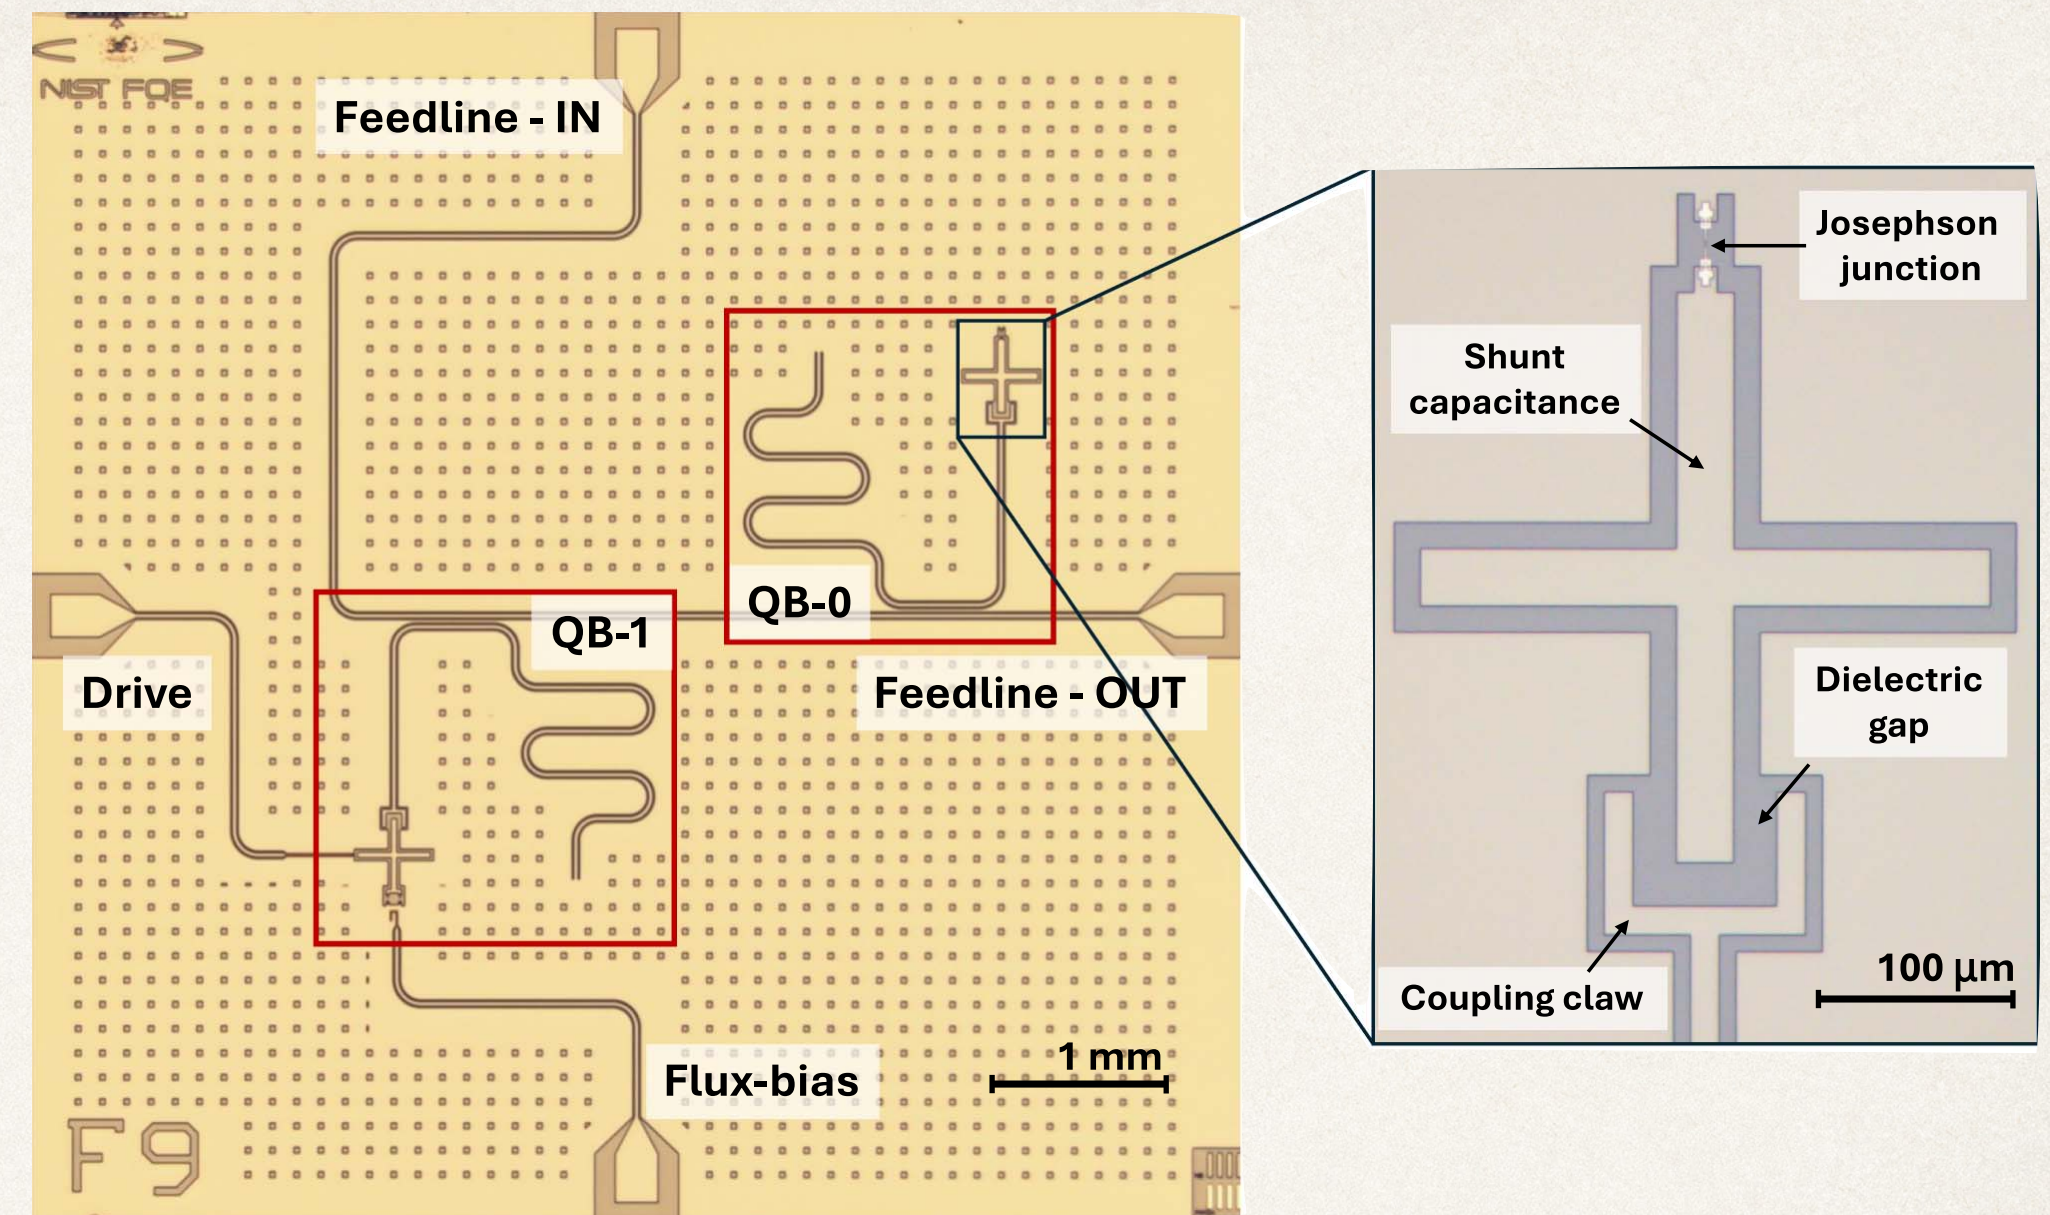 NIST FQE
Feedline - IN
QB-0
QB-1
Drive
Feedline - OUT
Flux-bias
1 mm
F9
Josephson
junction
Shunt
capacitance
Dielectric
gap
Coupling claw
100 µm